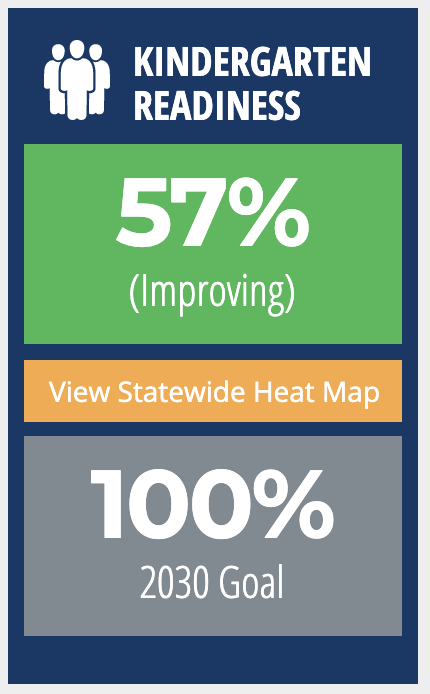 KINDERGARTEN
READINESS
57%
(Improving)
View Statewide Heat Map
100%
2030 Goal